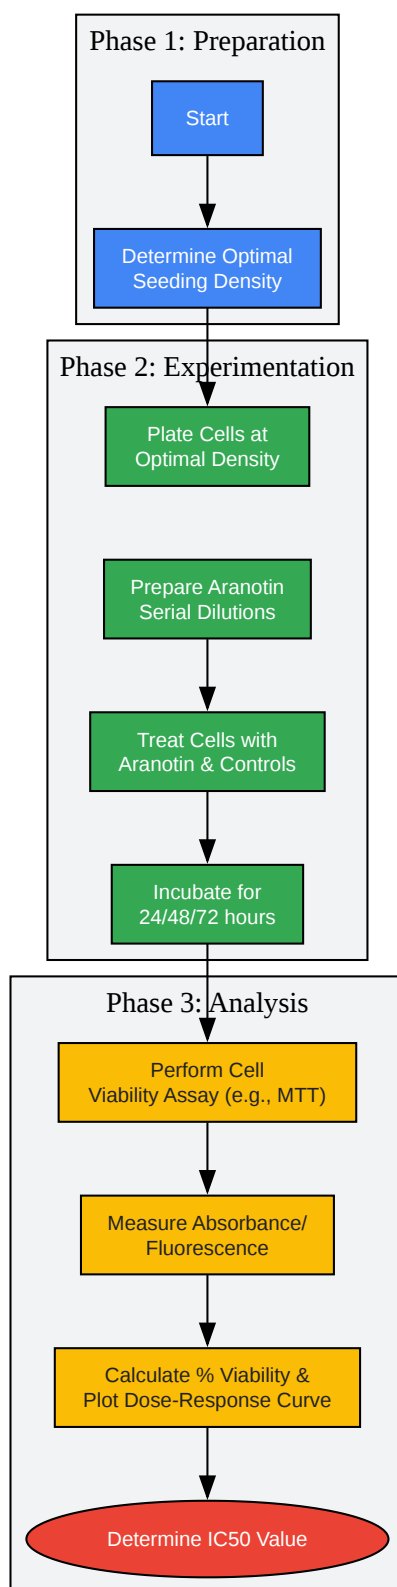 Phase 1: Preparation
Start
Determine Optimal
Seeding Density
Phase 2: Experimentation
Plate Cells at
Optimal Density
Prepare Aranotin
Serial Dilutions
Treat Cells with
Aranotin & Controls
Incubate for
24/48/72 hours
Phase 3: Analysis
Perform Cell
Viability Assay (e.g., MTT)
Measure Absorbance/
Fluorescence
Calculate % Viability &
Plot Dose-Response Curve
Determine IC50 Value